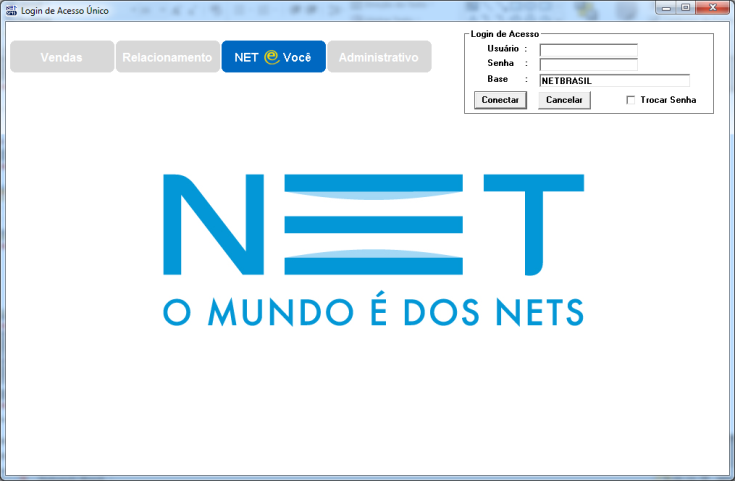 Login de Acesso Único
Vendas
Relacionamento
NET e Você
Administrativo
Login de Acesso
Usuário :
Senha :
Base : NETBRASIL
Conectar
Cancelar
Trocar Senha
NET
O MUNDO É DOS NETS